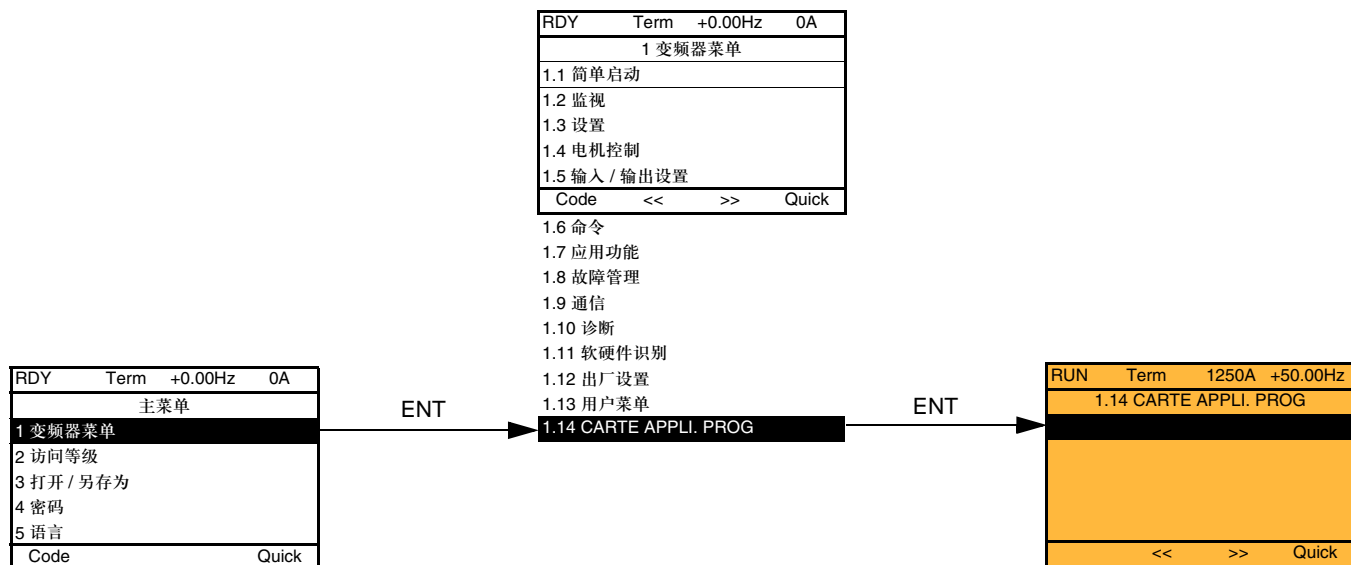 RDY Term +0.00Hz 0A
1 变频器菜单
1.1 简单启动
1.2 监视
1.3 设置
1.4 电机控制
1.5 输入 / 输出设置
Code << >> Quick
1.6 命令
1.7 应用功能
1.8 故障管理
1.9 通信
1.10 诊断
1.11 软硬件识别
1.12 出厂设置
1.13 用户菜单
1.14 CARTE APPLI. PROG
RDY Term +0.00Hz 0A
主菜单
1 变频器菜单
2 访问等级
3 打开 / 另存为
4 密码
5 语言
Code Quick
ENT
ENT
RUN Term 1250A +50.00Hz
1.14 CARTE APPLI. PROG
<< >> Quick